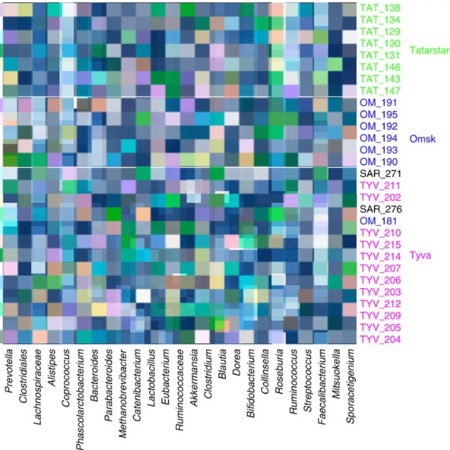 TAT_138
TAT_134
TAT_129
TAT_130
TAT_131
TAT_146
TAT_143
TAT_147
Tatarstar
OM_191
OM_195
OM_192
OM_194
OM_193
OM_190
Omsk
SAR_271
TYV_211
TYV_202
SAR_276
OM_181
TYV_210
TYV_215
TYV_214
TYV_207
TYV_206
TYV_203
TYV_212
TYV_209
TYV_205
TYV_204
Tyva
Prevotella
Clostridiales
Lachnospiraceae
Alistipes
Coprococcus
Phascolarctobacterium
Bacteroides
Parabacteroides
Methanobrevibacter
Catenibacterium
Lactobacillus
Eubacterium
Ruminococcaceae
Akkermansia
Clostridium
Blautia
Dorea
Bifidobacterium
Collinsella
Roseburia
Ruminococcus
Streptococcus
Faecalibacterium
Mitsuokella
Sporacetigenium